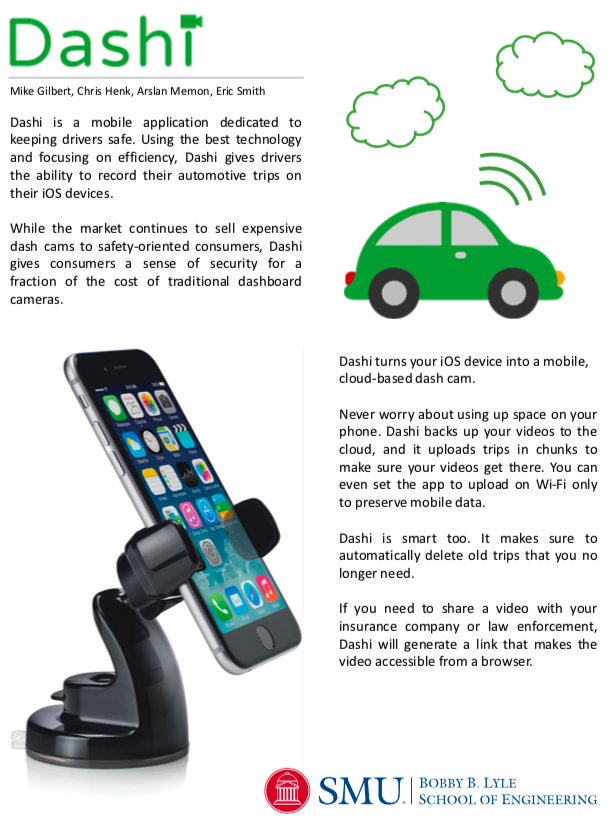 Dashi
Mike Gilbert, Chris Henk, Arslan Memon, Eric Smith
Dashi is a mobile application dedicated to
keeping drivers safe. Using the best technology
and focusing on efficiency, Dashi gives drivers
the ability to record their automotive trips on
their iOS devices.
While the market continues to sell expensive
dash cams to safety-oriented consumers, Dashi
gives consumers a sense of security for a
fraction of the cost of traditional dashboard
cameras.
Dashi turns your iOS device into a mobile,
cloud-based dash cam.
Never worry about using up space on your
phone. Dashi backs up your videos to the
cloud, and it uploads trips in chunks to
make sure your videos get there. You can
even set the app to upload on Wi-Fi only
to preserve mobile data.
Dashi is smart too. It makes sure to
automatically delete old trips that you no
longer need.
If you need to share a video with your
insurance company or law enforcement,
Dashi will generate a link that makes the
video accessible from a browser.
SMU
BOBBY B. LYLE
SCHOOL OF ENGINEERING